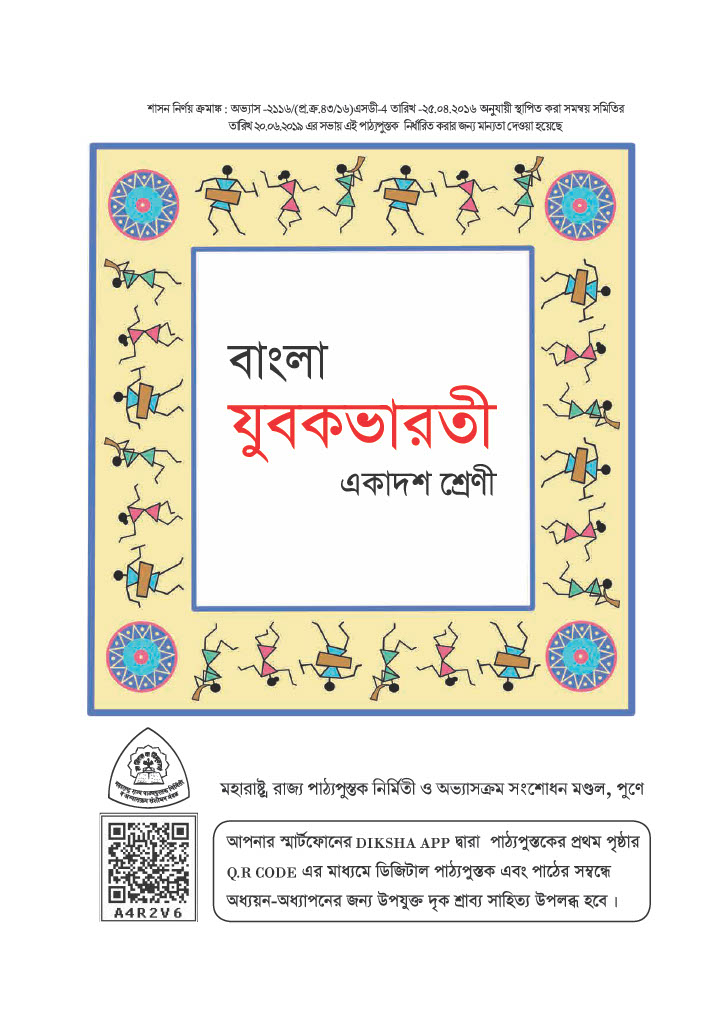 শাসন নির্ণয় ক্রমাঙ্ক : অভ্যাস -২১১৬/(প্র.ক্র.৪৩/১৬)এসডী-4 তারিখ -২৫.০৪.২০১৬ অনুযায়ী স্থাপিত করা সমন্বয় সমিতির
তারিখ ২০.০৬.২০১৯ এর সভায় এই পাঠ্যপুস্তক নির্ধারিত করার জন্য মান্যতা দেওয়া হয়েছে
বাংলা
যুবকভারতী
একাদশ শ্রেণী
মহারাষ্ট্র রাজ্য পাঠ্যপুস্তক নির্মিতী ও অভ্যাসক্রম সংশোধন মণ্ডল, পুণে
আপনার স্মার্টফোনের DIKSHA APP দ্বারা পাঠ্যপুস্তকের প্রথম পৃষ্ঠার
Q.R CODE এর মাধ্যমে ডিজিটাল পাঠ্যপুস্তক এবং পাঠের সম্বন্ধে
অধ্যয়ন-অধ্যাপনের জন্য উপযুক্ত দৃক শ্রাব্য সাহিত্য উপলব্ধ হবে ।
A4R2V6